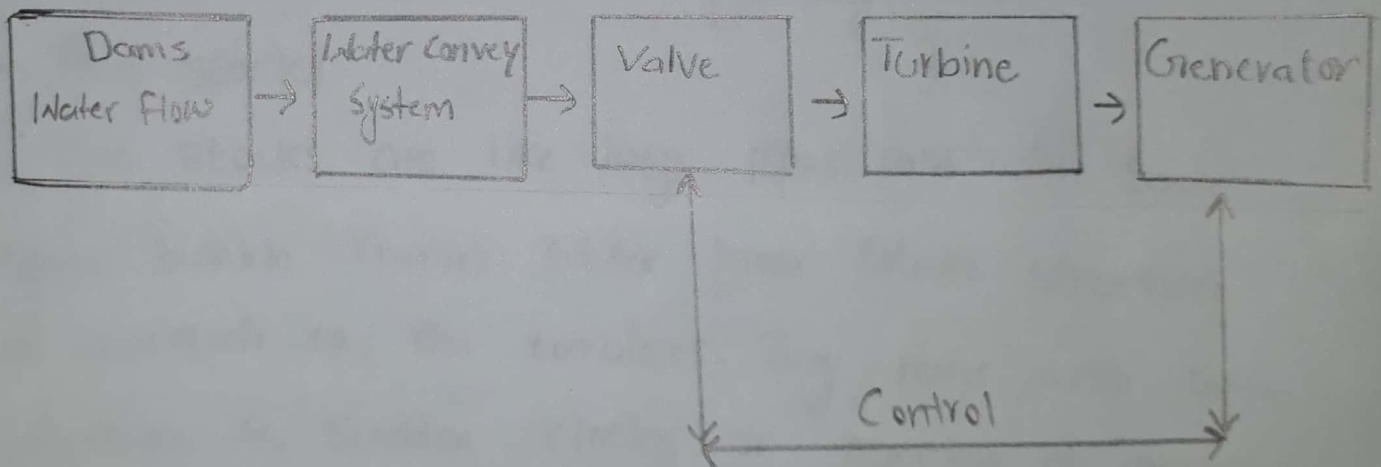 Dams
Water flow
Water Convey
System
Valve
Turbine
Generator
Control